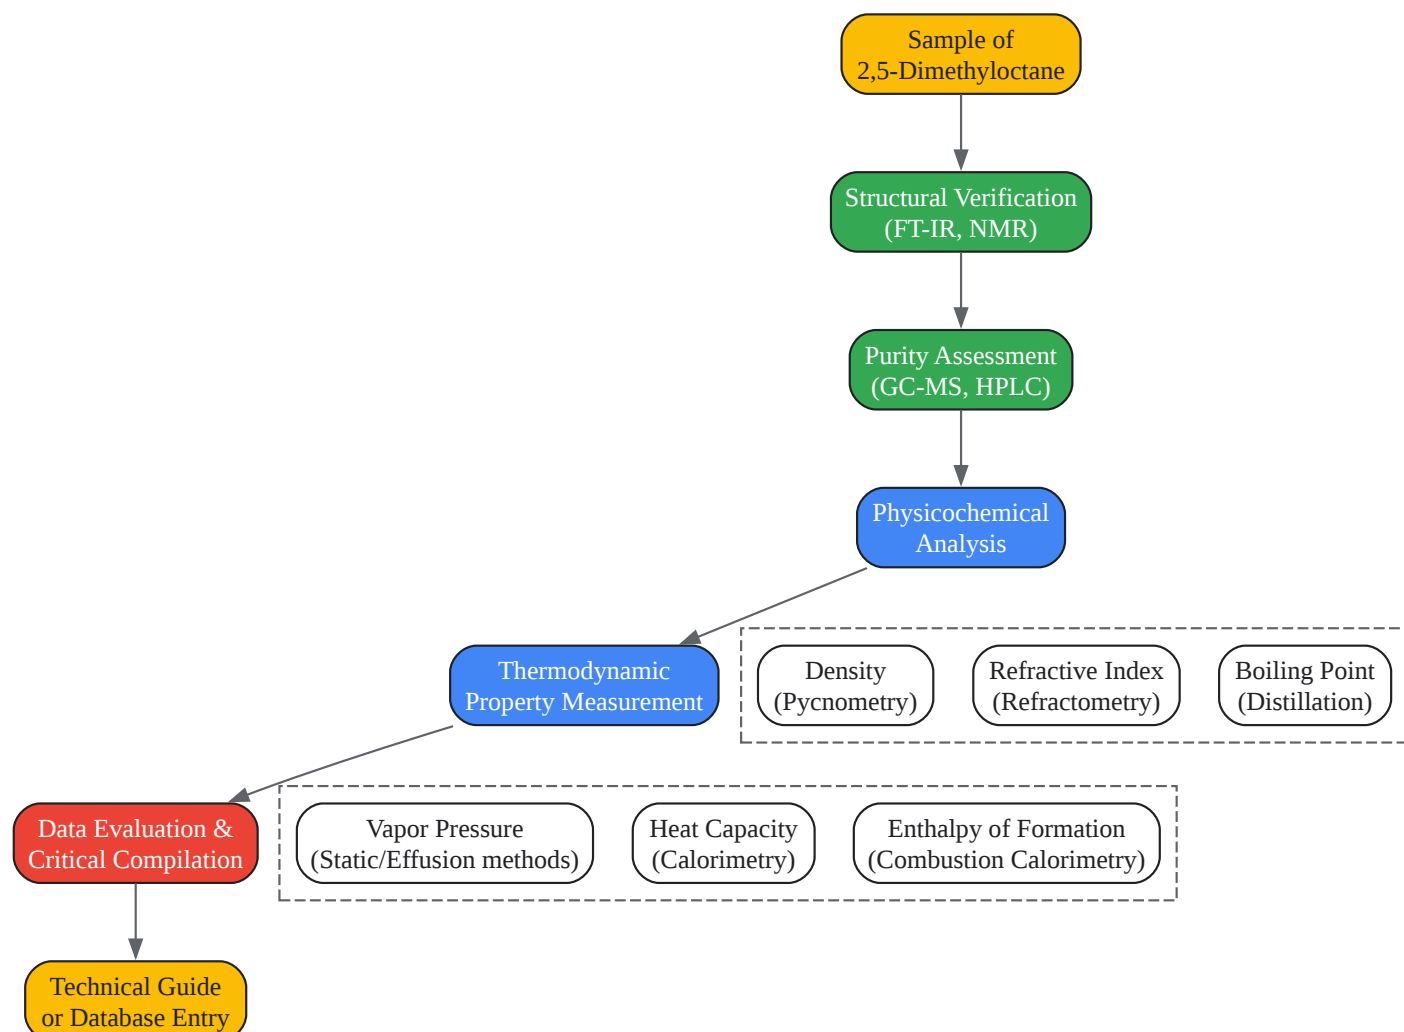 Sample of
2,5-Dimethyloctane
Structural Verification
(FT-IR, NMR)
Purity Assessment
(GC-MS, HPLC)
Physicochemical
Analysis
Thermodynamic
Property Measurement
Density
(Pycnometry)
Refractive Index
(Refractometry)
Boiling Point
(Distillation)
Data Evaluation &
Critical Compilation
Vapor Pressure
(Static/Effusion methods)
Heat Capacity
(Calorimetry)
Enthalpy of Formation
(Combustion Calorimetry)
Technical Guide
or Database Entry